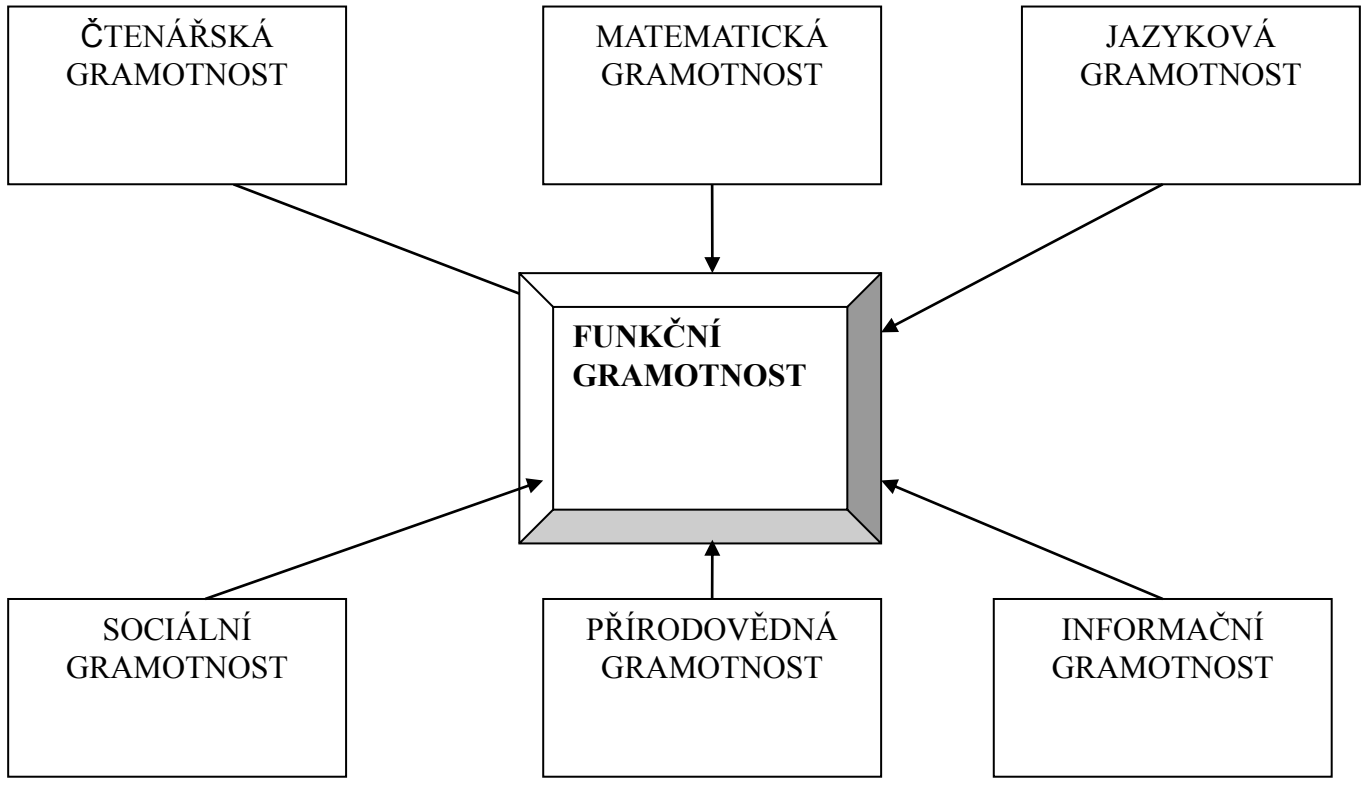 ČTENÁŘSKÁ
GRAMOTNOST
MATEMATICKÁ
GRAMOTNOST
JAZYKOVÁ
GRAMOTNOST
FUNKČNÍ
GRAMOTNOST
SOCIÁLNÍ
GRAMOTNOST
PŘÍRODOVĚDNÁ
GRAMOTNOST
INFORMAČNÍ
GRAMOTNOST